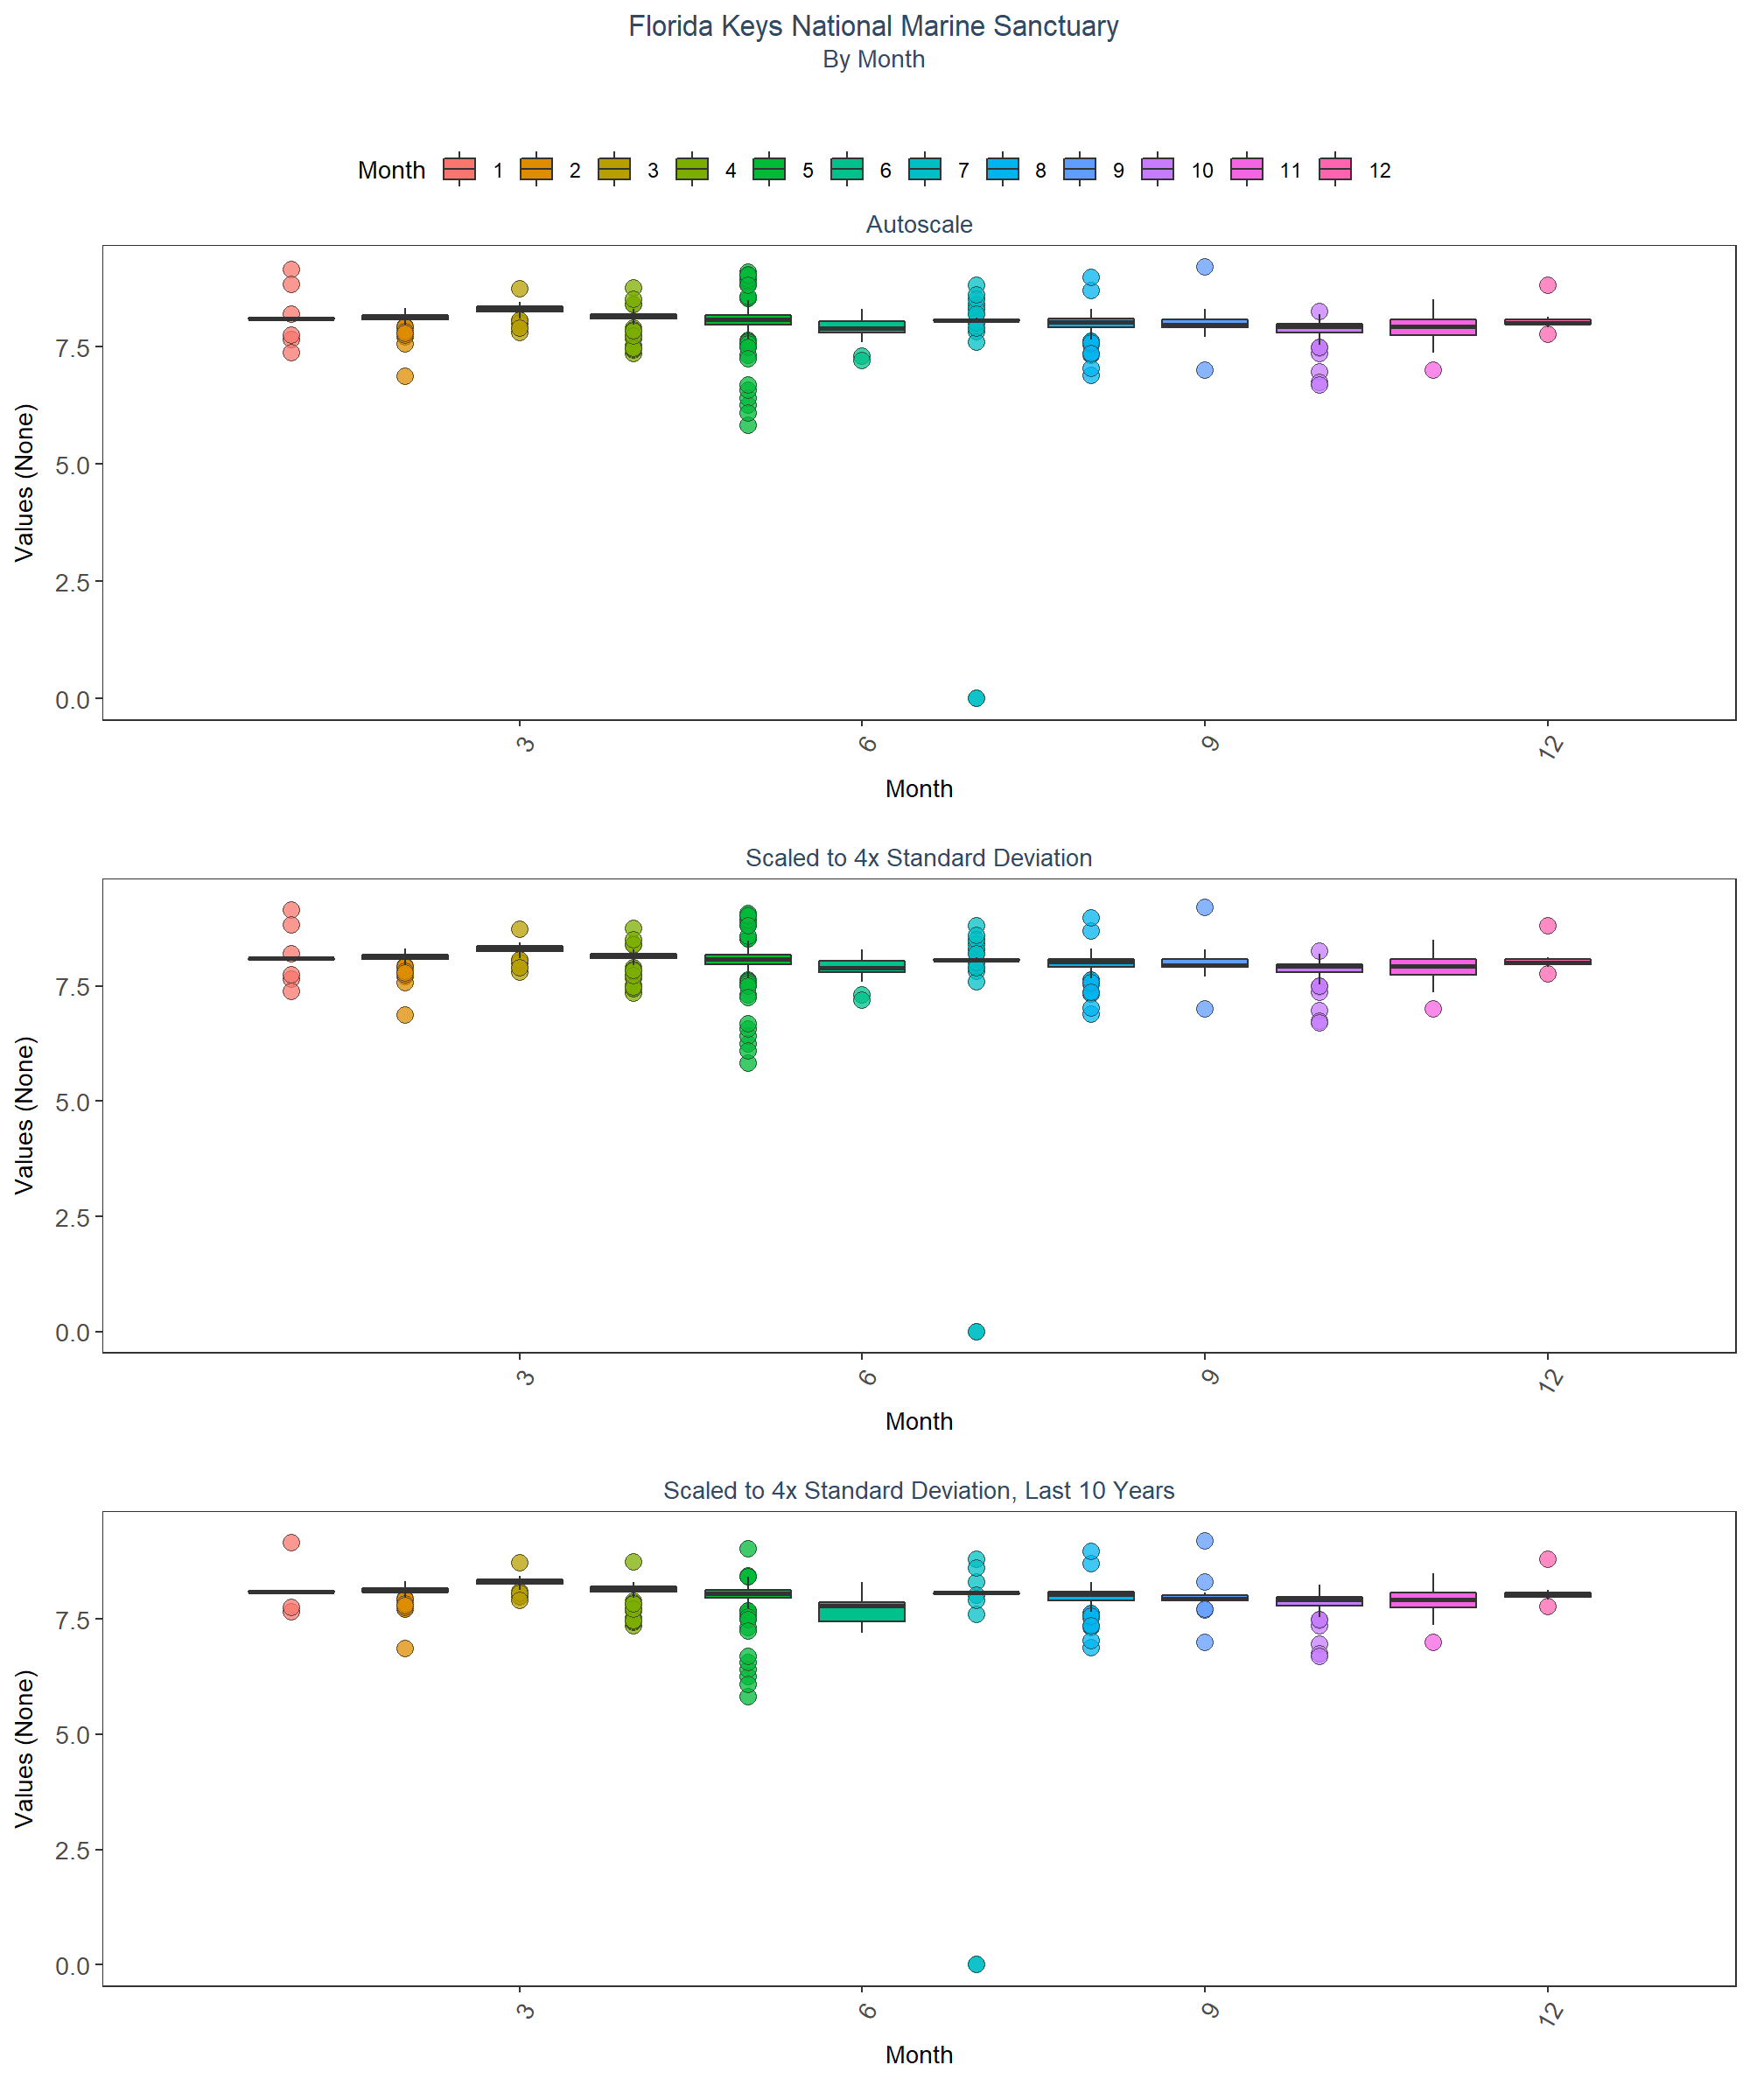 Florida Keys National Marine Sanctuary
By Month
Month 1 2 3 4 5 6 7 8 9 10 11 12
Autoscale
Values (None)
7.5
5.0
2.5
0.0
3 6 9 12
Month
Scaled to 4x Standard Deviation
Values (None)
7.5
5.0
2.5
0.0
3 6 9 12
Month
Scaled to 4x Standard Deviation, Last 10 Years
Values (None)
7.5
5.0
2.5
0.0
3 6 9 12
Month